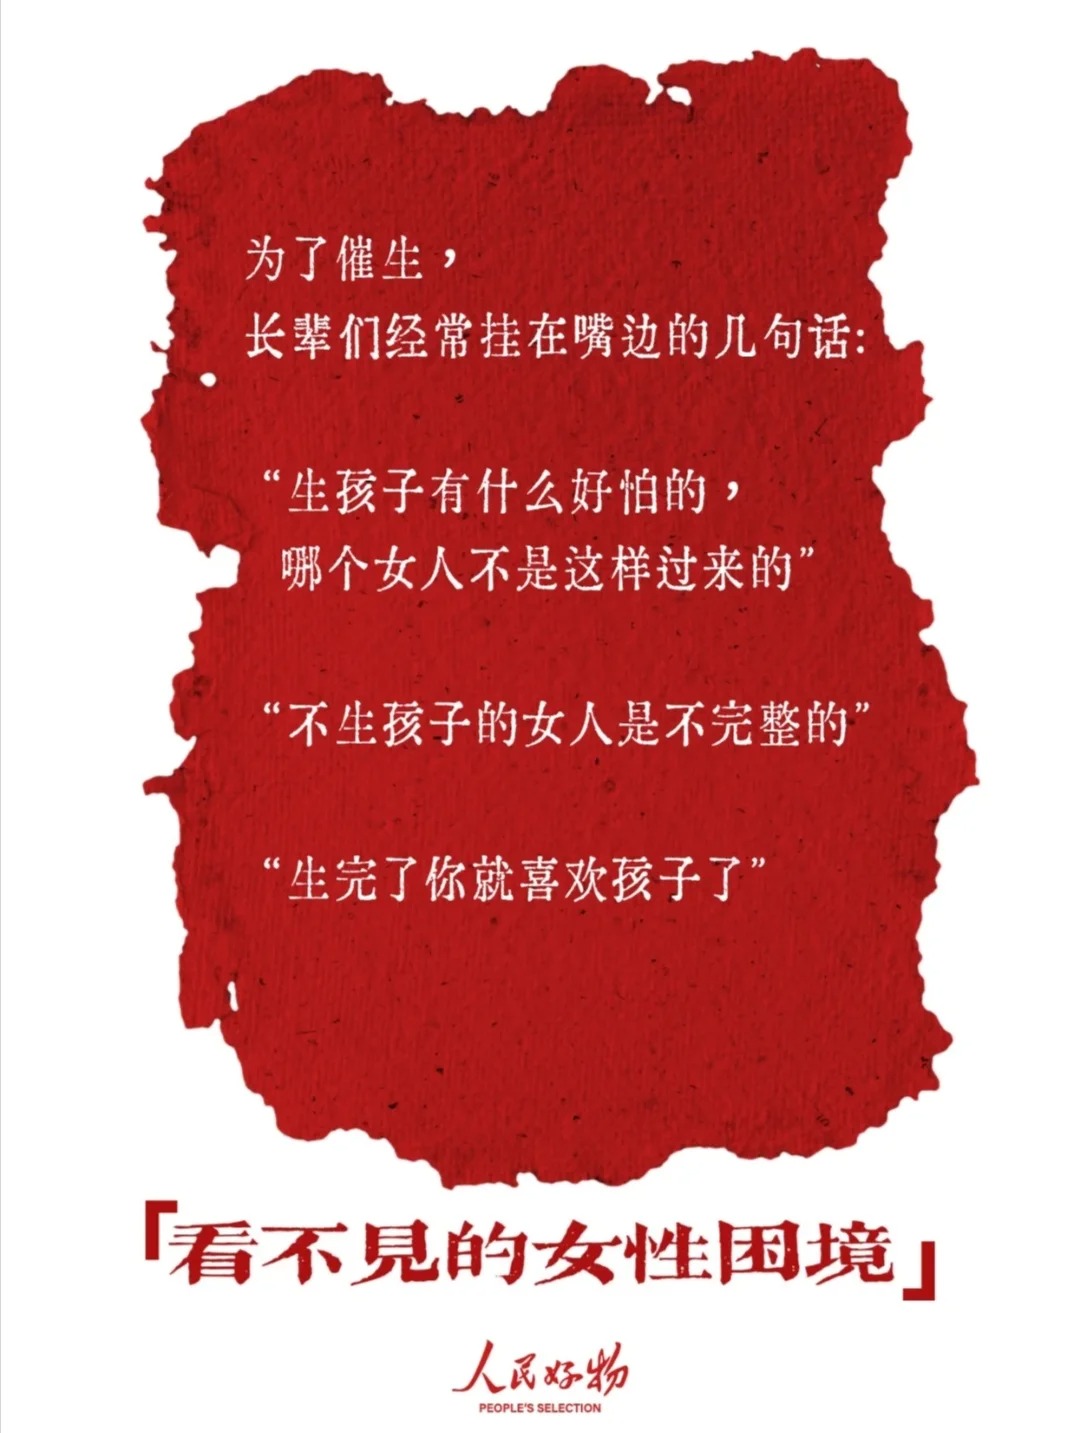 为了催生，
长辈们经常挂在嘴边的几句话:
“生孩子有什么好怕的，
哪个女人不是这样过来的”
“不生孩子的女人是不完整的”
“生完了你就喜欢孩子了”
「看不見的女性困境」
人民好物
PEOPLE'S SELECTION